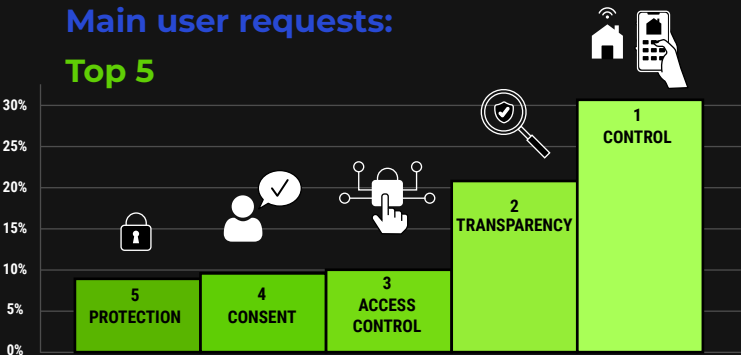 Main user requests:
Top 5
30%
25%
20%
15%
10%
5%
0%
5
PROTECTION
4
CONSENT
3
ACCESS
CONTROL
2
TRANSPARENCY
1
CONTROL